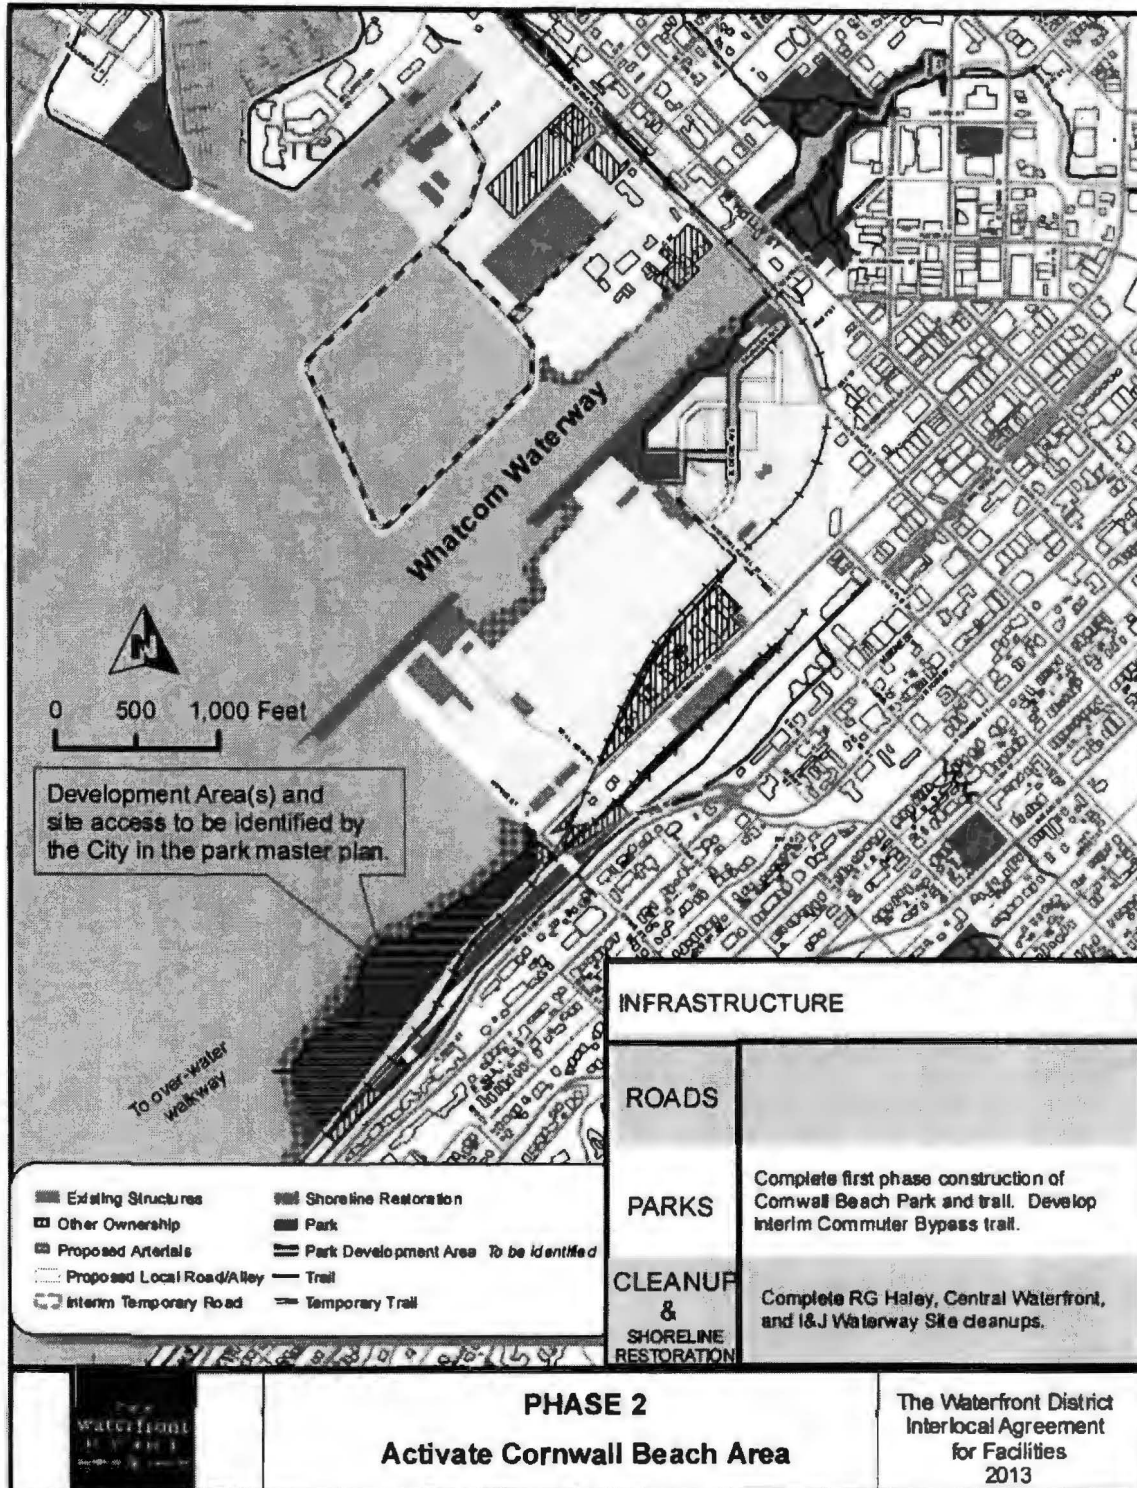 Whatcom Waterway
N
0 500 1,000 Feet
Development Area(s) and
site access to be identified by
the City in the park master plan.
To over-water
walkway
INFRASTRUCTURE
ROADS
PARKS
Complete first phase construction of
Cornwall Beach Park and trail. Develop
Interim Commuter Bypass trail.
CLEANUP
&
SHORELINE
RESTORATION
Complete RG Haley, Central Waterfront,
and I&J Waterway Site cleanups.
Existing Structures
Other Ownership
Proposed Arterials
Proposed Local Road/Alley
Interim Temporary Road
Shoreline Restoration
Park
Park Development Area To be identified
Trail
Temporary Trail
waterfront
PHASE 2
Activate Cornwall Beach Area
The Waterfront District
Interlocal Agreement
for Facilities
2013